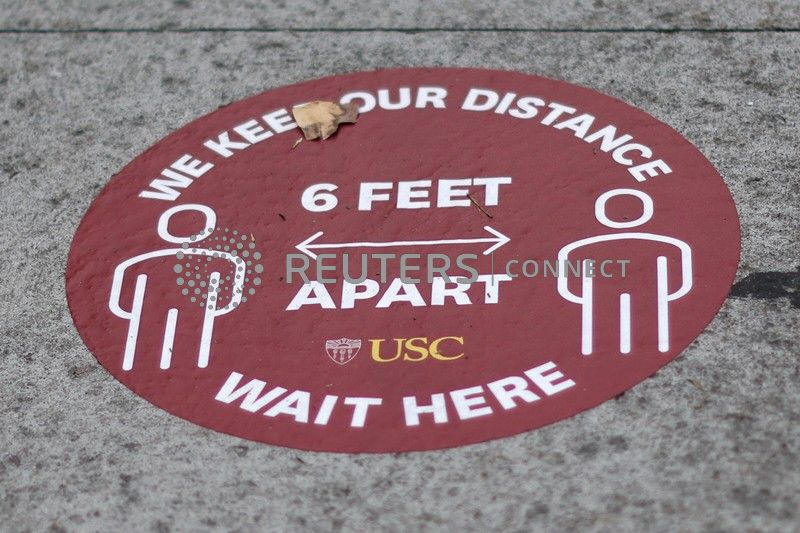 WE KEEP OUR DISTANCE
6 FEET
APART
REUTERS CONNECT
USC
WAIT HERE